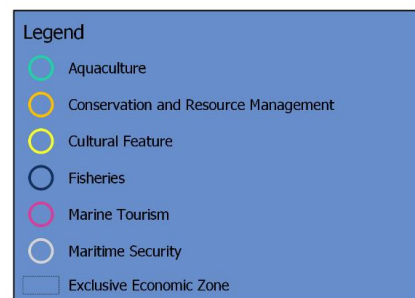 Legend
Aquaculture
Conservation and Resource Management
Cultural Feature
Fisheries
Marine Tourism
Maritime Security
Exclusive Economic Zone